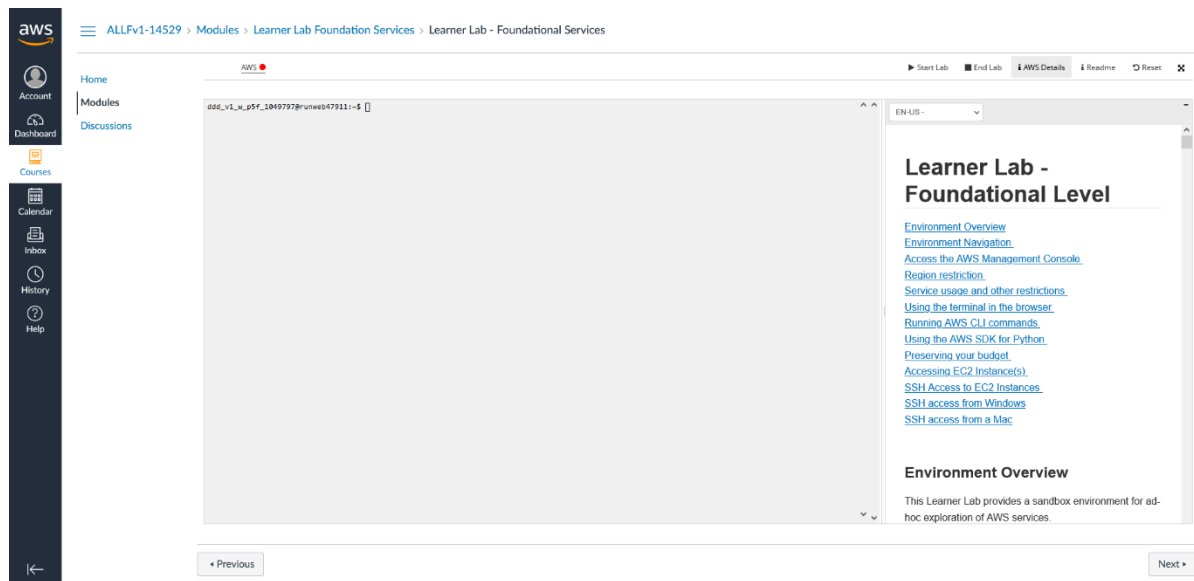 aws
ALLFv1-14529 > Modules > Learner Lab Foundation Services > Learner Lab - Foundational Services
Account
Dashboard
Courses
Calendar
Inbox
History
Help
Home
Modules
Discussions
AWS
Start Lab End Lab AWS Details Readme Reset
ddd_v1_w_p5f_1049797@runweb47911:~$
EN-US -
Learner Lab -
Foundational Level
Environment Overview
Environment Navigation
Access the AWS Management Console
Region restriction
Service usage and other restrictions
Using the terminal in the browser
Running AWS CLI commands
Using the AWS SDK for Python
Preserving your budget
Accessing EC2 Instance(s)
SSH Access to EC2 Instances
SSH access from Windows
SSH access from a Mac
Environment Overview
This Learner Lab provides a sandbox environment for ad-
hoc exploration of AWS services.
Previous
Next